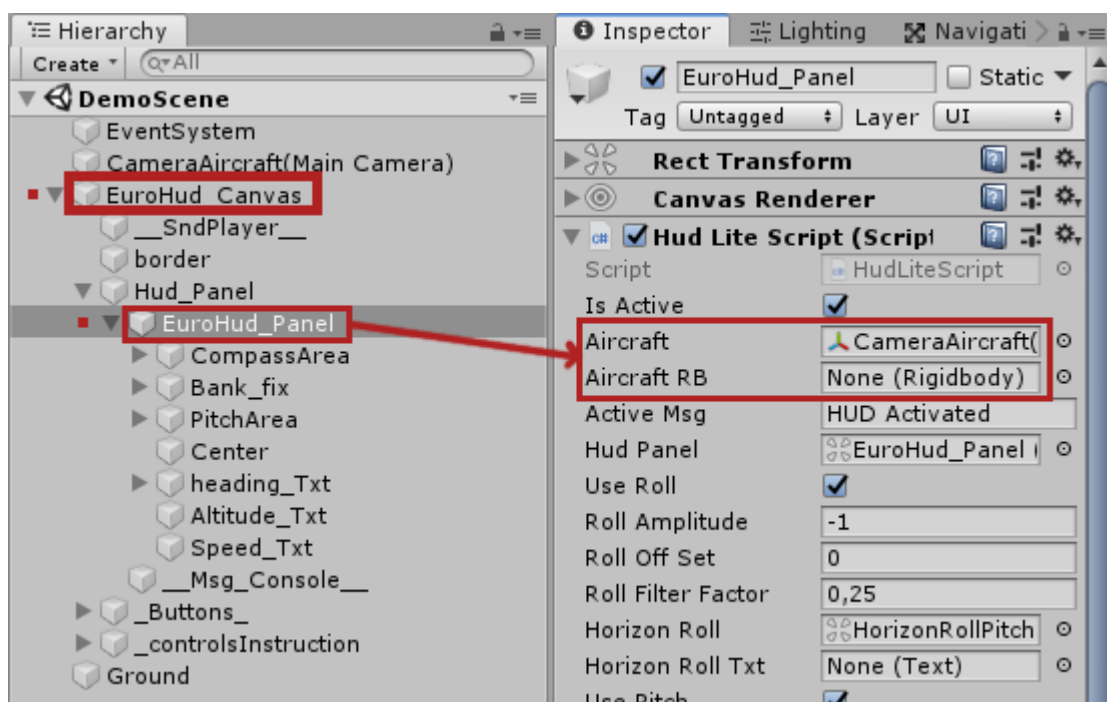 Hierarchy
Create
All
DemoScene
EventSystem
CameraAircraft(Main Camera)
EuroHud_Canvas
__SndPlayer__
border
Hud_Panel
EuroHud_Panel
CompassArea
Bank_fix
PitchArea
Center
heading_Txt
Altitude_Txt
Speed_Txt
__Msg_Console__
_Buttons_
_controlsInstruction
Ground
Inspector Lighting Navigati
EuroHud_Panel Static
Tag Untagged Layer UI
Rect Transform
Canvas Renderer
c# Hud Lite Script (Script
Script HudLiteScript
Is Active
Aircraft CameraAircraft(
Aircraft RB None (Rigidbody)
Active Msg HUD Activated
Hud Panel EuroHud_Panel (
Use Roll
Roll Amplitude -1
Roll Off Set 0
Roll Filter Factor 0,25
Horizon Roll HorizonRollPitch
Horizon Roll Txt None (Text)
Use Pitch